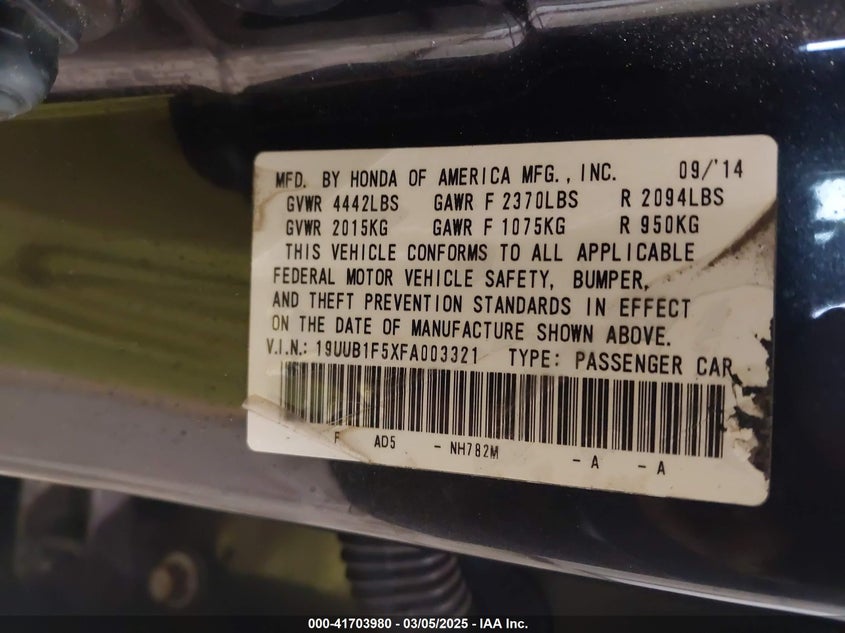 MFD. BY HONDA OF AMERICA MFG., INC. 09/'14
GVWR 4442LBS GAWR F 2370LBS R 2094LBS
GVWR 2015KG GAWR F 1075KG R 950KG
THIS VEHICLE CONFORMS TO ALL APPLICABLE
FEDERAL MOTOR VEHICLE SAFETY, BUMPER,
AND THEFT PREVENTION STANDARDS IN EFFECT
ON THE DATE OF MANUFACTURE SHOWN ABOVE.
V.I.N.: 19UUB1F5XFA003321 TYPE: PASSENGER CAR
F AD5 - NH782M - A - A
000-41703980 - 03/05/2025 - IAA Inc.